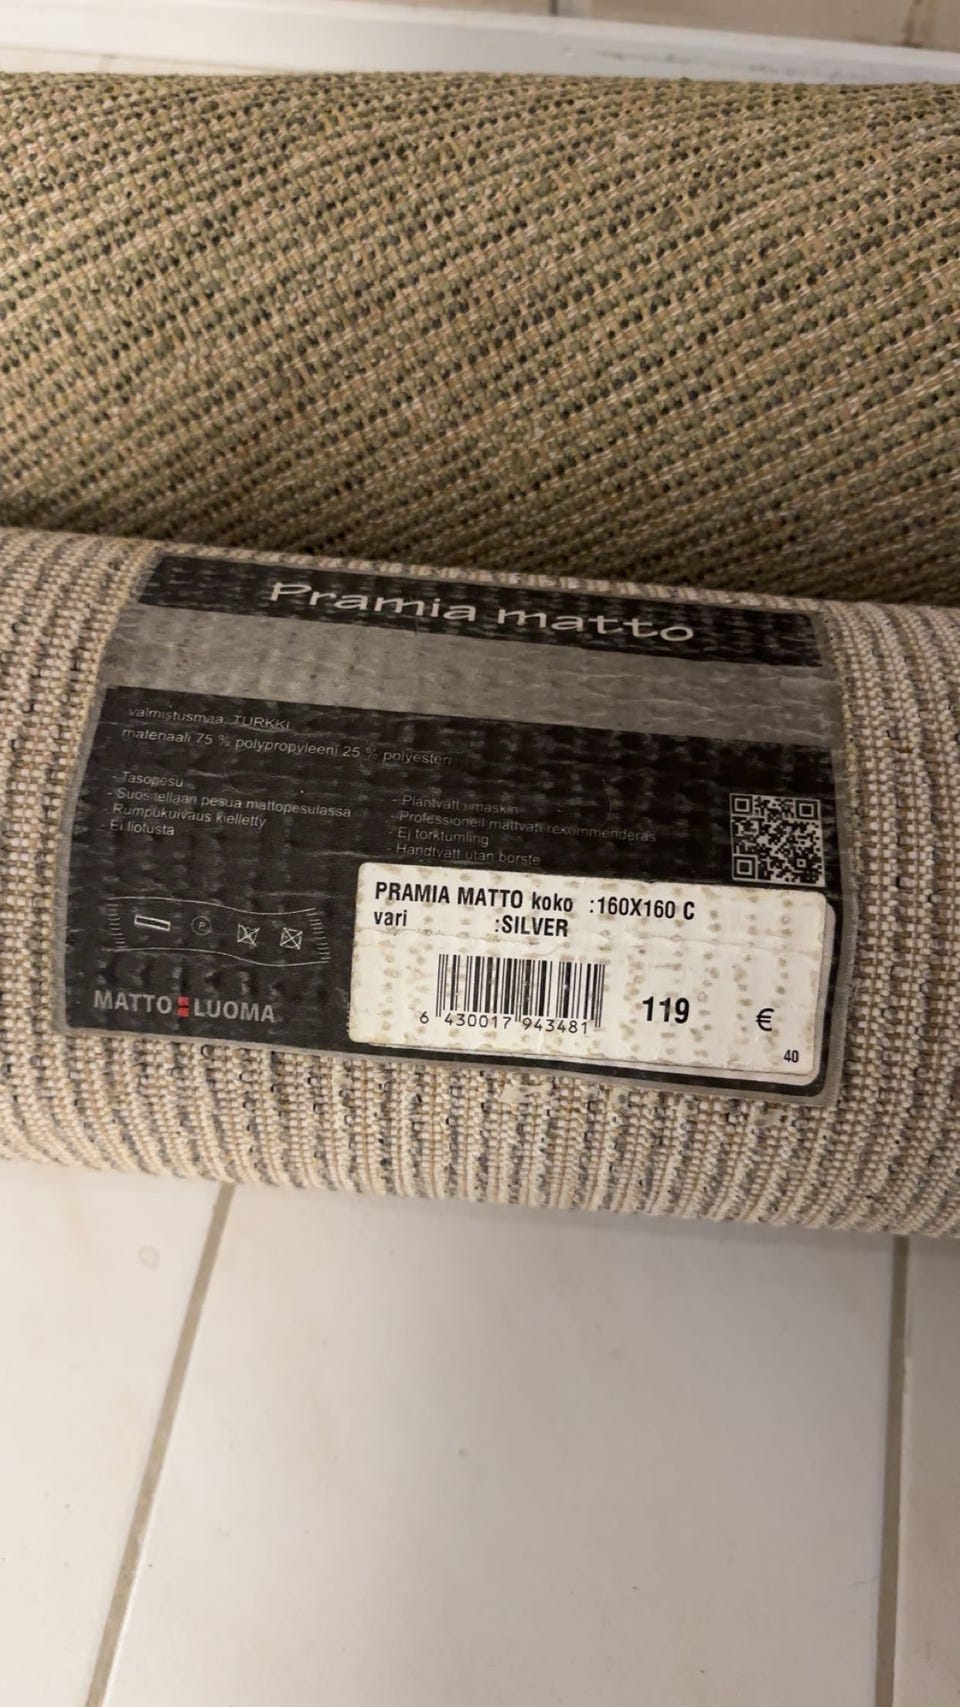 Pramia matto
valmistusmaa TURKKI
materiaali 75 % polypropyleeni 25 % polyesteri
- Tasopesu
- Suositellaan pesua mattopesulassa
- Rumpukuivaus kielletty
- Ei liotusta
- Plantvätt i maskin
- Professionell mattvätt rekommenderas
- Ej torktumling
- Handtvätt utan borste
P
MATTO LUOMA
PRAMIA MATTO koko :160X160 C
vari :SILVER
6 430017 943481
119 €
40